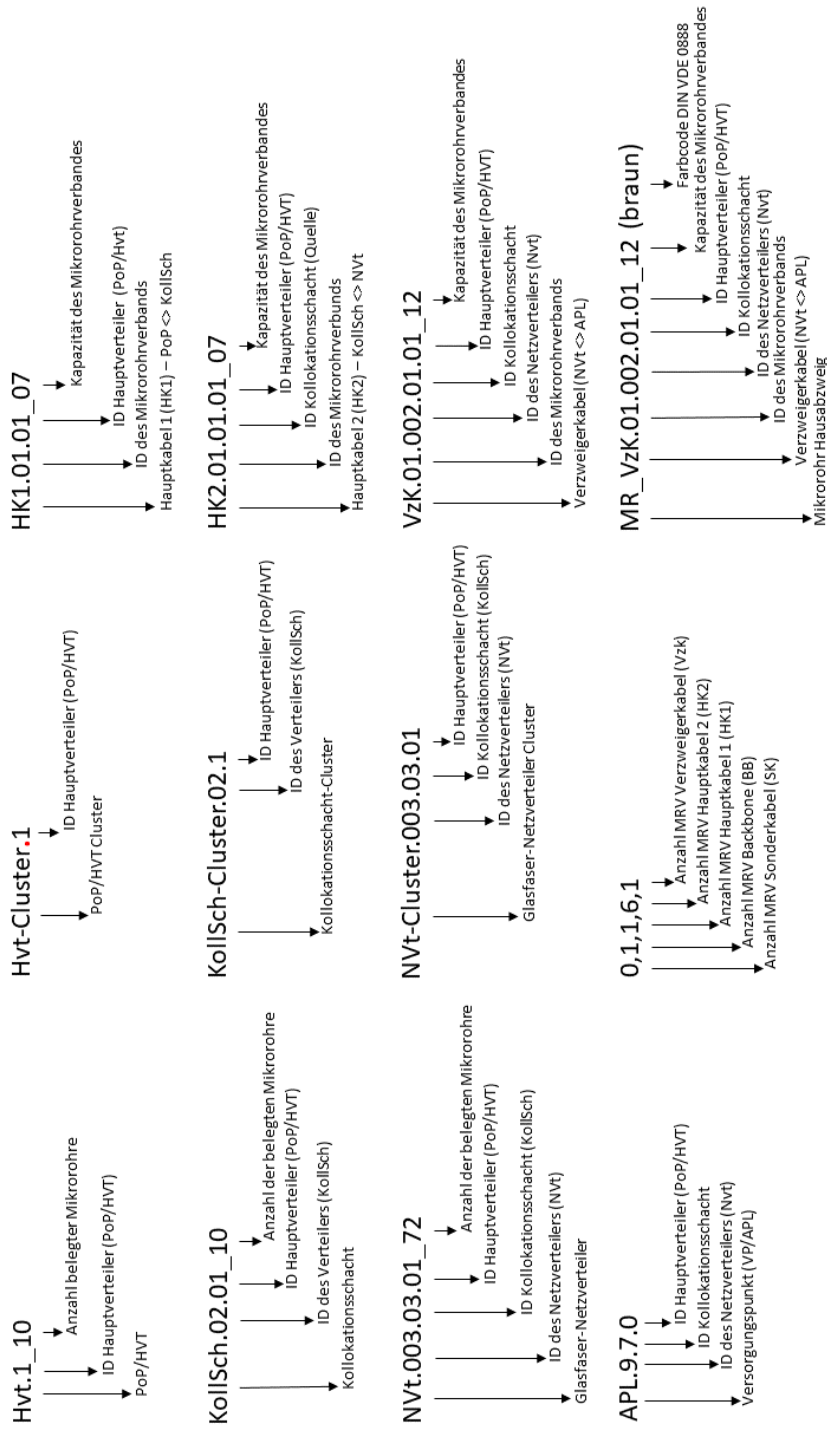 Hvt.1_10
Anzahl belegter Mikrorohre
ID Hauptverteiler (PoP/HVT)
PoP/HVT
Hvt-Cluster.1
ID Hauptverteiler (PoP/HVT)
PoP/HVT Cluster
HK1.01.01_07
Kapazität des Mikrorohrverbandes
ID Hauptverteiler (PoP/Hvt)
ID des Mikrorohrverbands
Hauptkabel 1 (HK1) – PoP <> KollSch
KollSch.02.01_10
Anzahl der belegten Mikrorohre
ID Hauptverteiler (PoP/HVT)
ID des Verteilers (KollSch)
Kollokationsschacht
KollSch-Cluster.02.1
ID Hauptverteiler (PoP/HVT)
ID des Verteilers (KollSch)
Kollokationsschacht-Cluster
HK2.01.01.01_07
Kapazität des Mikrorohrverbandes
ID Hauptverteiler (PoP/HVT)
ID Kollokationsschacht (Quelle)
ID des Mikrorohrverbunds
Hauptkabel 2 (HK2) – KollSch <> NVt
NVt.003.03.01_72
Anzahl der belegten Mikrorohre
ID Hauptverteiler (PoP/HVT)
ID Kollokationsschacht (KollSch)
ID des Netzverteilers (NVt)
Glasfaser-Netzverteiler
NVt-Cluster.003.03.01
ID Hauptverteiler (PoP/HVT)
ID Kollokationsschacht (KollSch)
ID des Netzverteilers (NVt)
Glasfaser-Netzverteiler Cluster
VzK.01.002.01.01_12
Kapazität des Mikrorohrverbandes
ID Hauptverteiler (PoP/HVT)
ID Kollokationsschacht
ID des Netzverteilers (Nvt)
ID des Mikrorohrverbands
Verzweigerkabel (NVt <> APL)
APL.9.7.0
ID Hauptverteiler (PoP/HVT)
ID Kollokationsschacht
ID des Netzverteilers (Nvt)
Versorgungspunkt (VP/APL)
0,1,1,6,1
Anzahl MRV Verzweigerkabel (Vzk)
Anzahl MRV Hauptkabel 2 (HK2)
Anzahl MRV Hauptkabel 1 (HK1)
Anzahl MRV Backbone (BB)
Anzahl MRV Sonderkabel (SK)
MR_VzK.01.002.01.01_12 (braun)
Farbcode DIN VDE 0888
Kapazität des Mikrorohrverbandes
ID Hauptverteiler (PoP/HVT)
ID Kollokationsschacht
ID des Netzverteilers (Nvt)
ID des Mikrorohrverbands
Verzweigerkabel (NVt <> APL)
Mikrorohr Hausabzweig